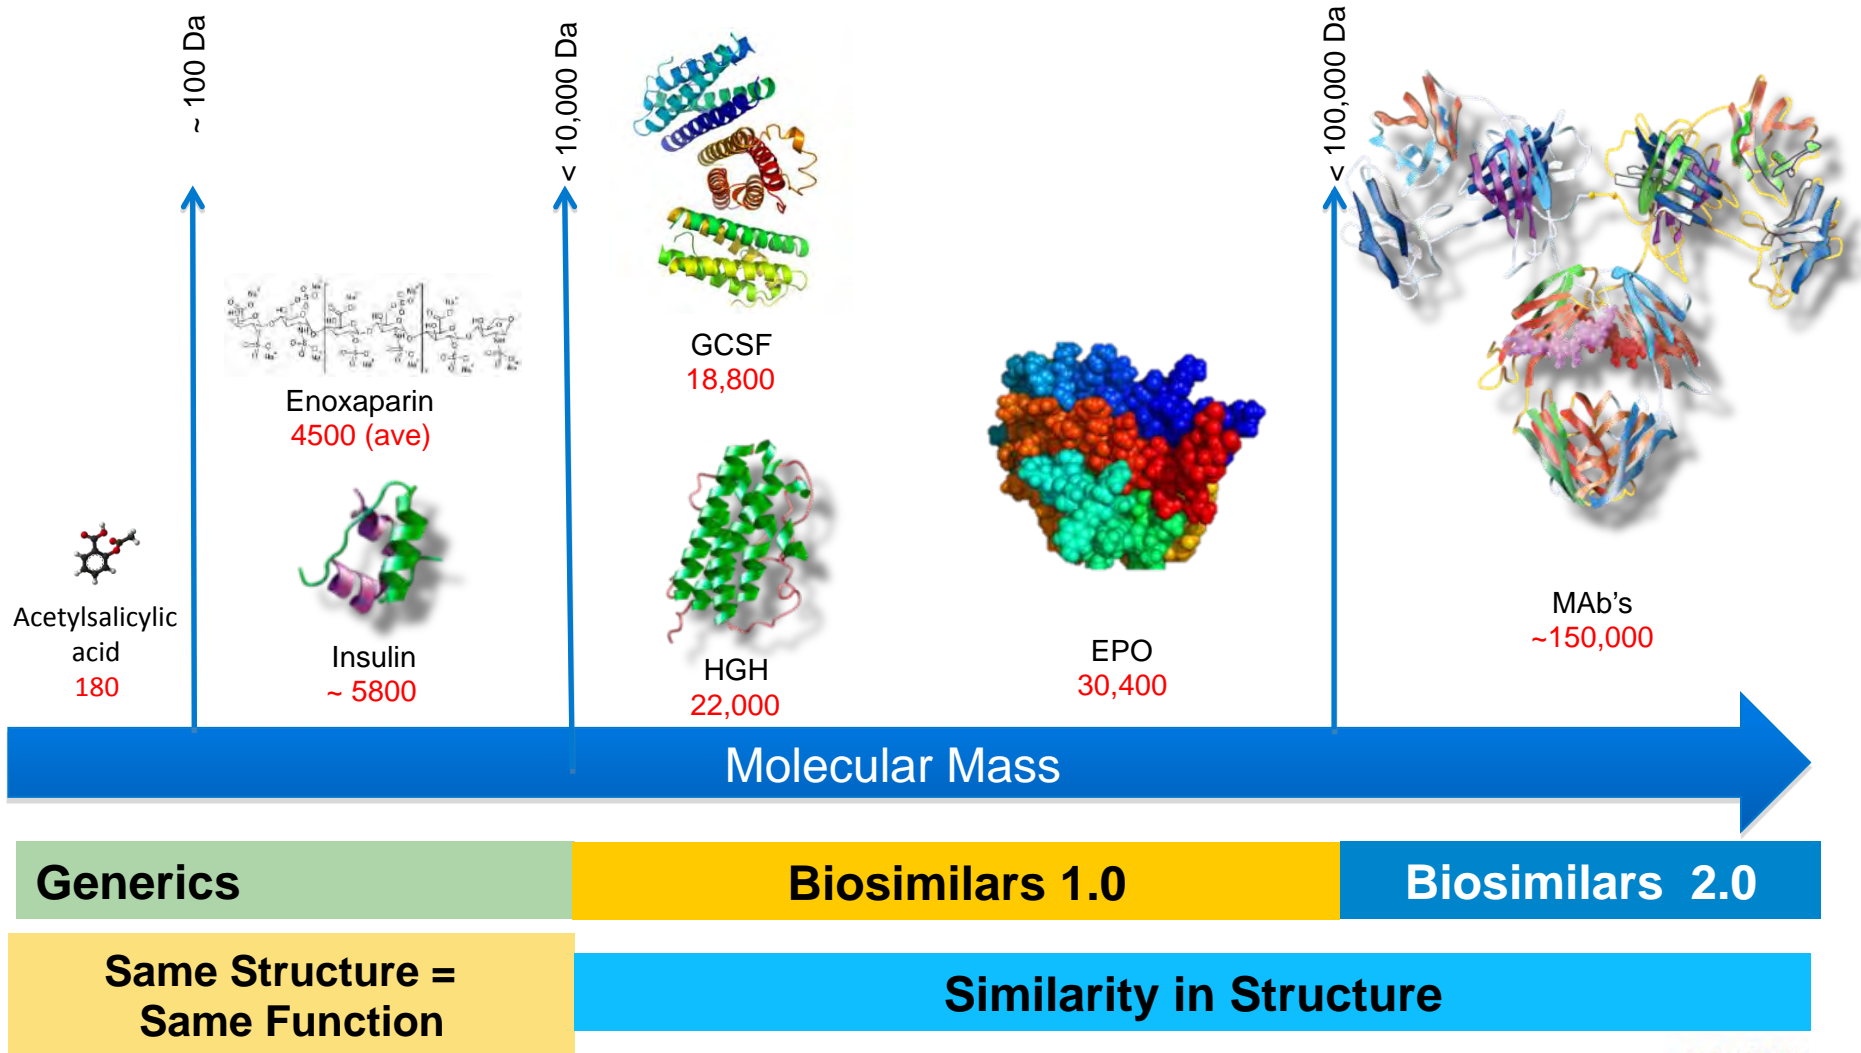 ~ 100 Da
< 10,000 Da
< 100,000 Da
Enoxaparin
4500 (ave)
GCSF
18,800
Acetylsalicylic
acid
180
Insulin
~ 5800
HGH
22,000
EPO
30,400
MAb's
~150,000
Molecular Mass
Generics
Biosimilars 1.0
Biosimilars 2.0
Same Structure =
Same Function
Similarity in Structure